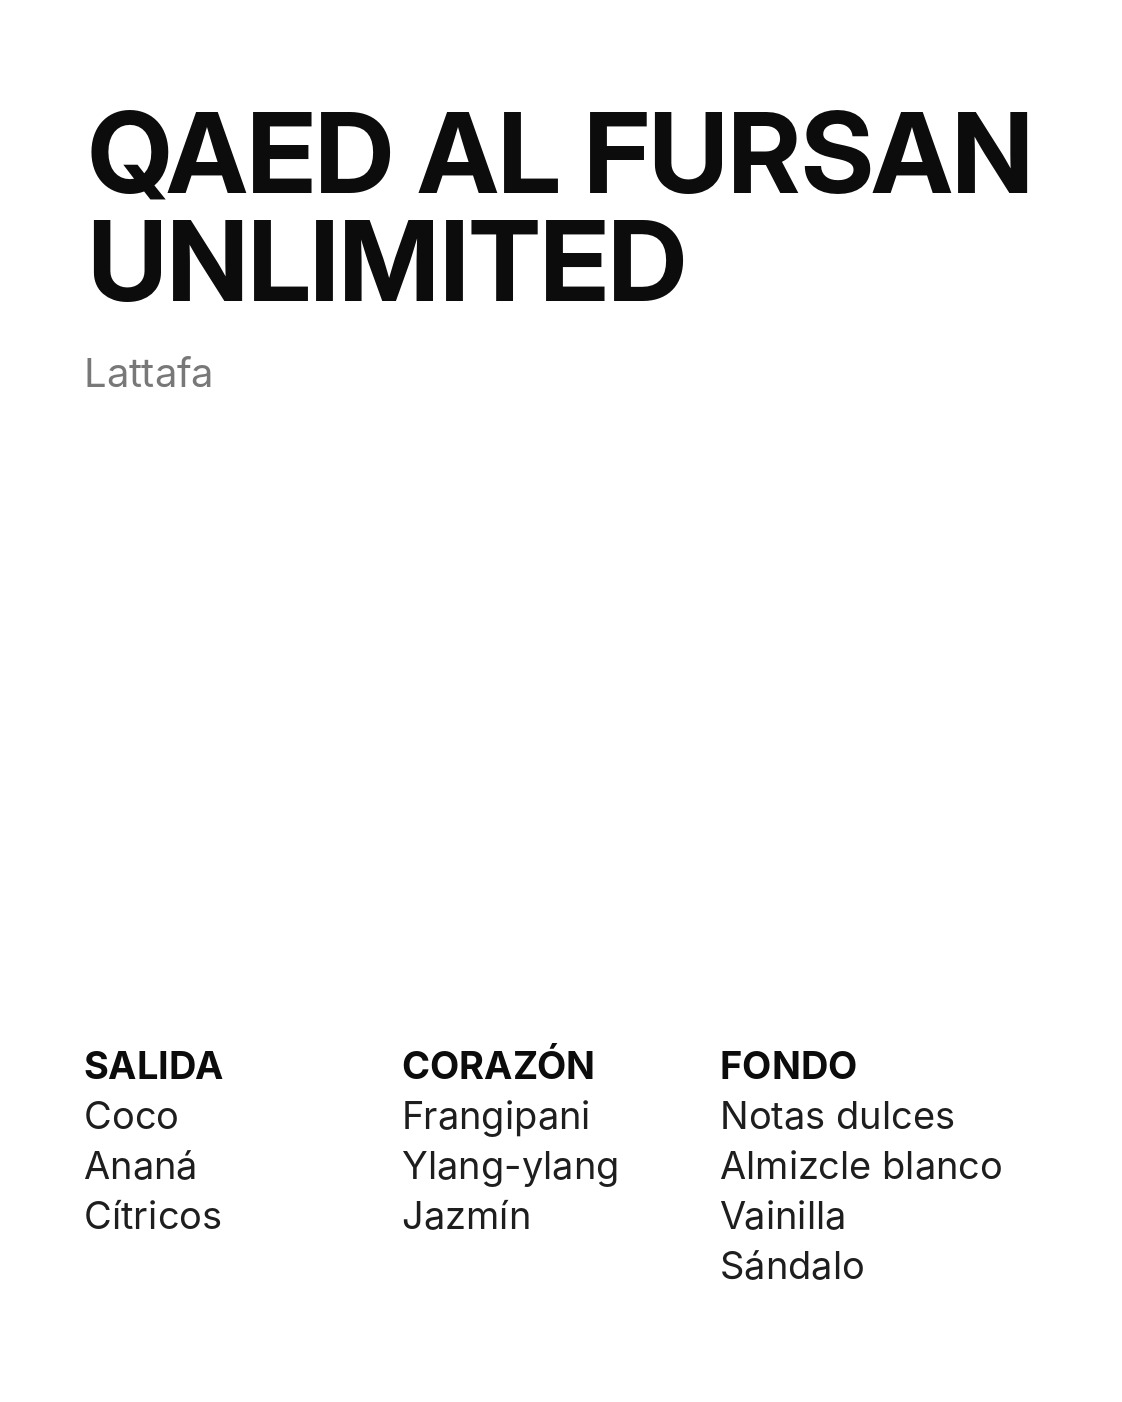 QAED AL FURSAN
UNLIMITED
Lattafa
SALIDA
Coco
Ananá
Cítricos
CORAZÓN
Frangipani
Ylang-ylang
Jazmín
FONDO
Notas dulces
Almizcle blanco
Vainilla
Sándalo